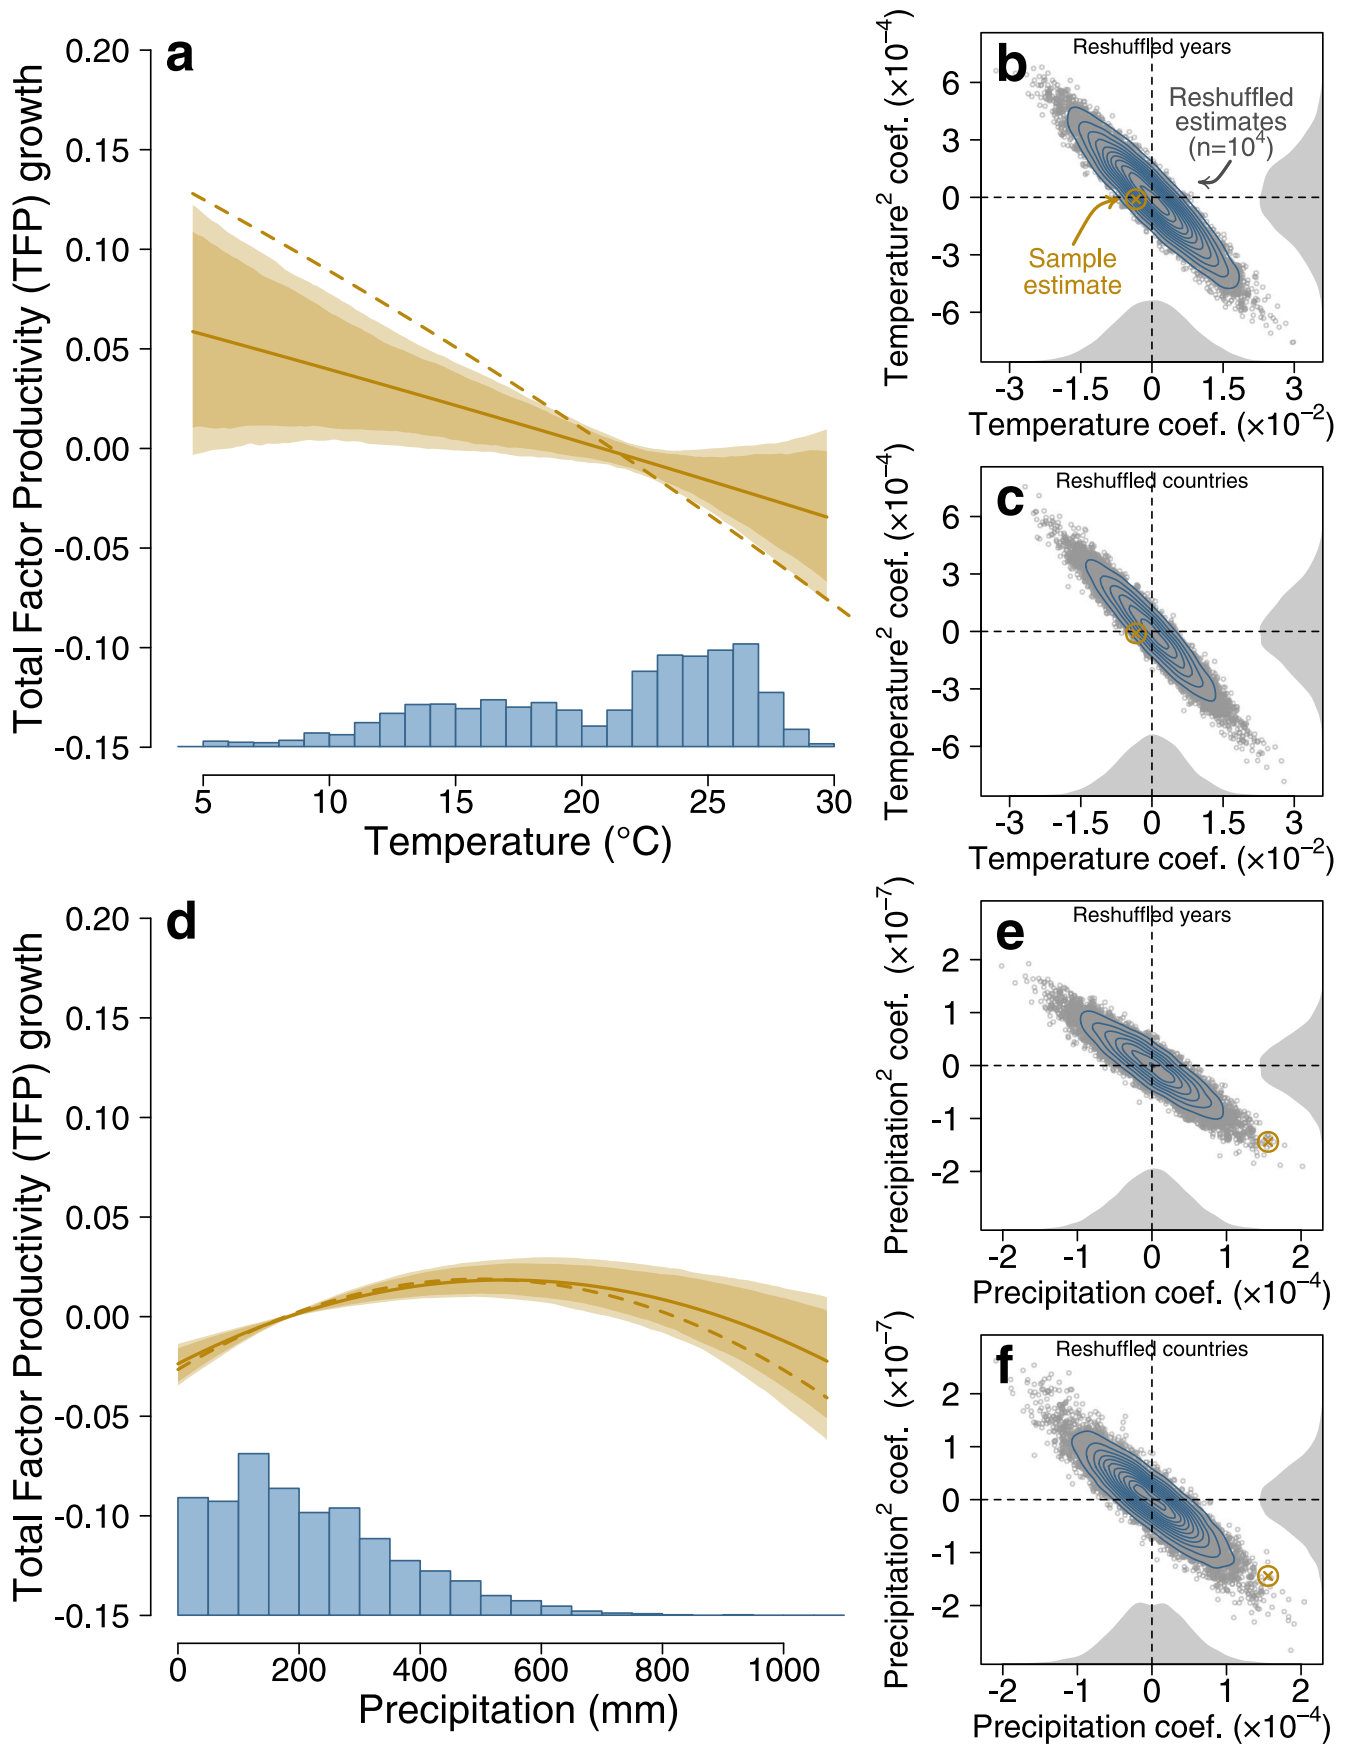 a
Total Factor Productivity (TFP) growth
0.20
0.15
0.10
0.05
0.00
-0.05
-0.10
-0.15
5 10 15 20 25 30
Temperature (°C)
b
Reshuffled years
Reshuffled
estimates
(n=10⁴)
Sample
estimate
Temperature² coef. (×10⁻⁴)
6
3
0
-3
-6
-3 -1.5 0 1.5 3
Temperature coef. (×10⁻²)
c
Reshuffled countries
Temperature² coef. (×10⁻⁴)
6
3
0
-3
-6
-3 -1.5 0 1.5 3
Temperature coef. (×10⁻²)
d
Total Factor Productivity (TFP) growth
0.20
0.15
0.10
0.05
0.00
-0.05
-0.10
-0.15
0 200 400 600 800 1000
Precipitation (mm)
e
Reshuffled years
Precipitation² coef. (×10⁻⁷)
2
1
0
-1
-2
-2 -1 0 1 2
Precipitation coef. (×10⁻⁴)
f
Reshuffled countries
Precipitation² coef. (×10⁻⁷)
2
1
0
-1
-2
-2 -1 0 1 2
Precipitation coef. (×10⁻⁴)